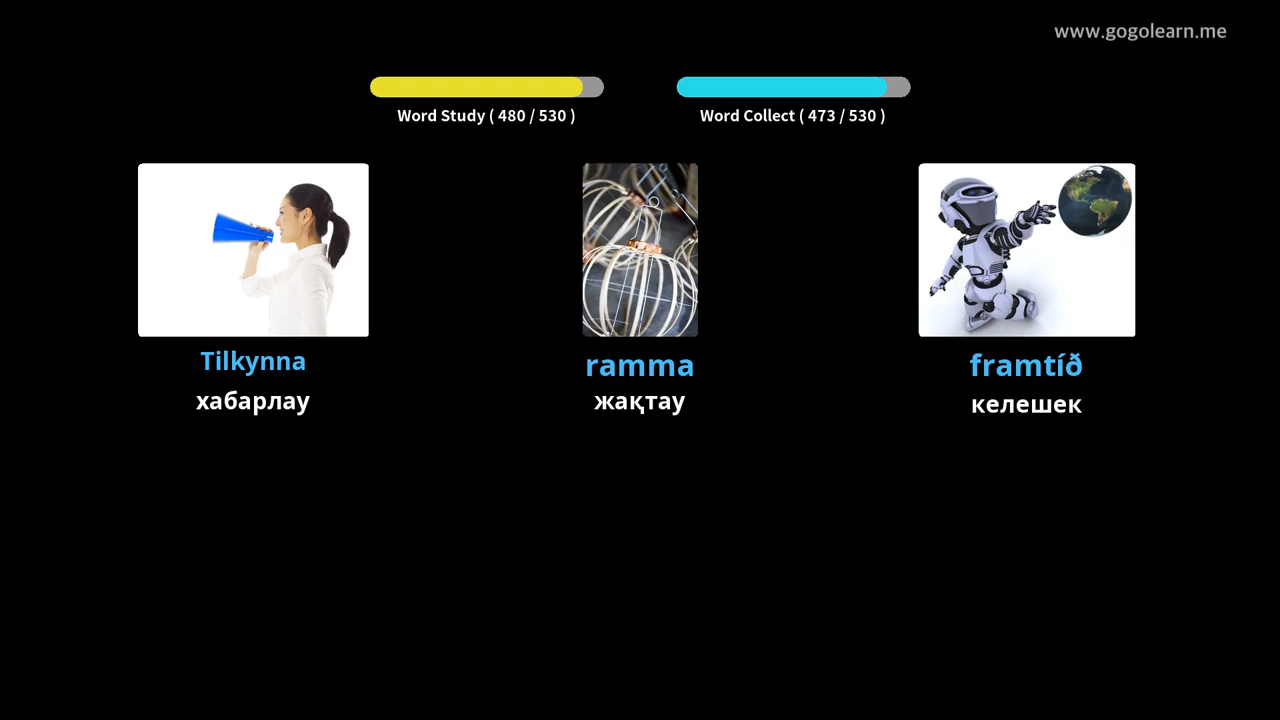 www.gogolearn.me
Word Study ( 480 / 530 )
Word Collect ( 473 / 530 )
Tilkynna
ramma
framtíð
хабарлау
жақтау
келешек